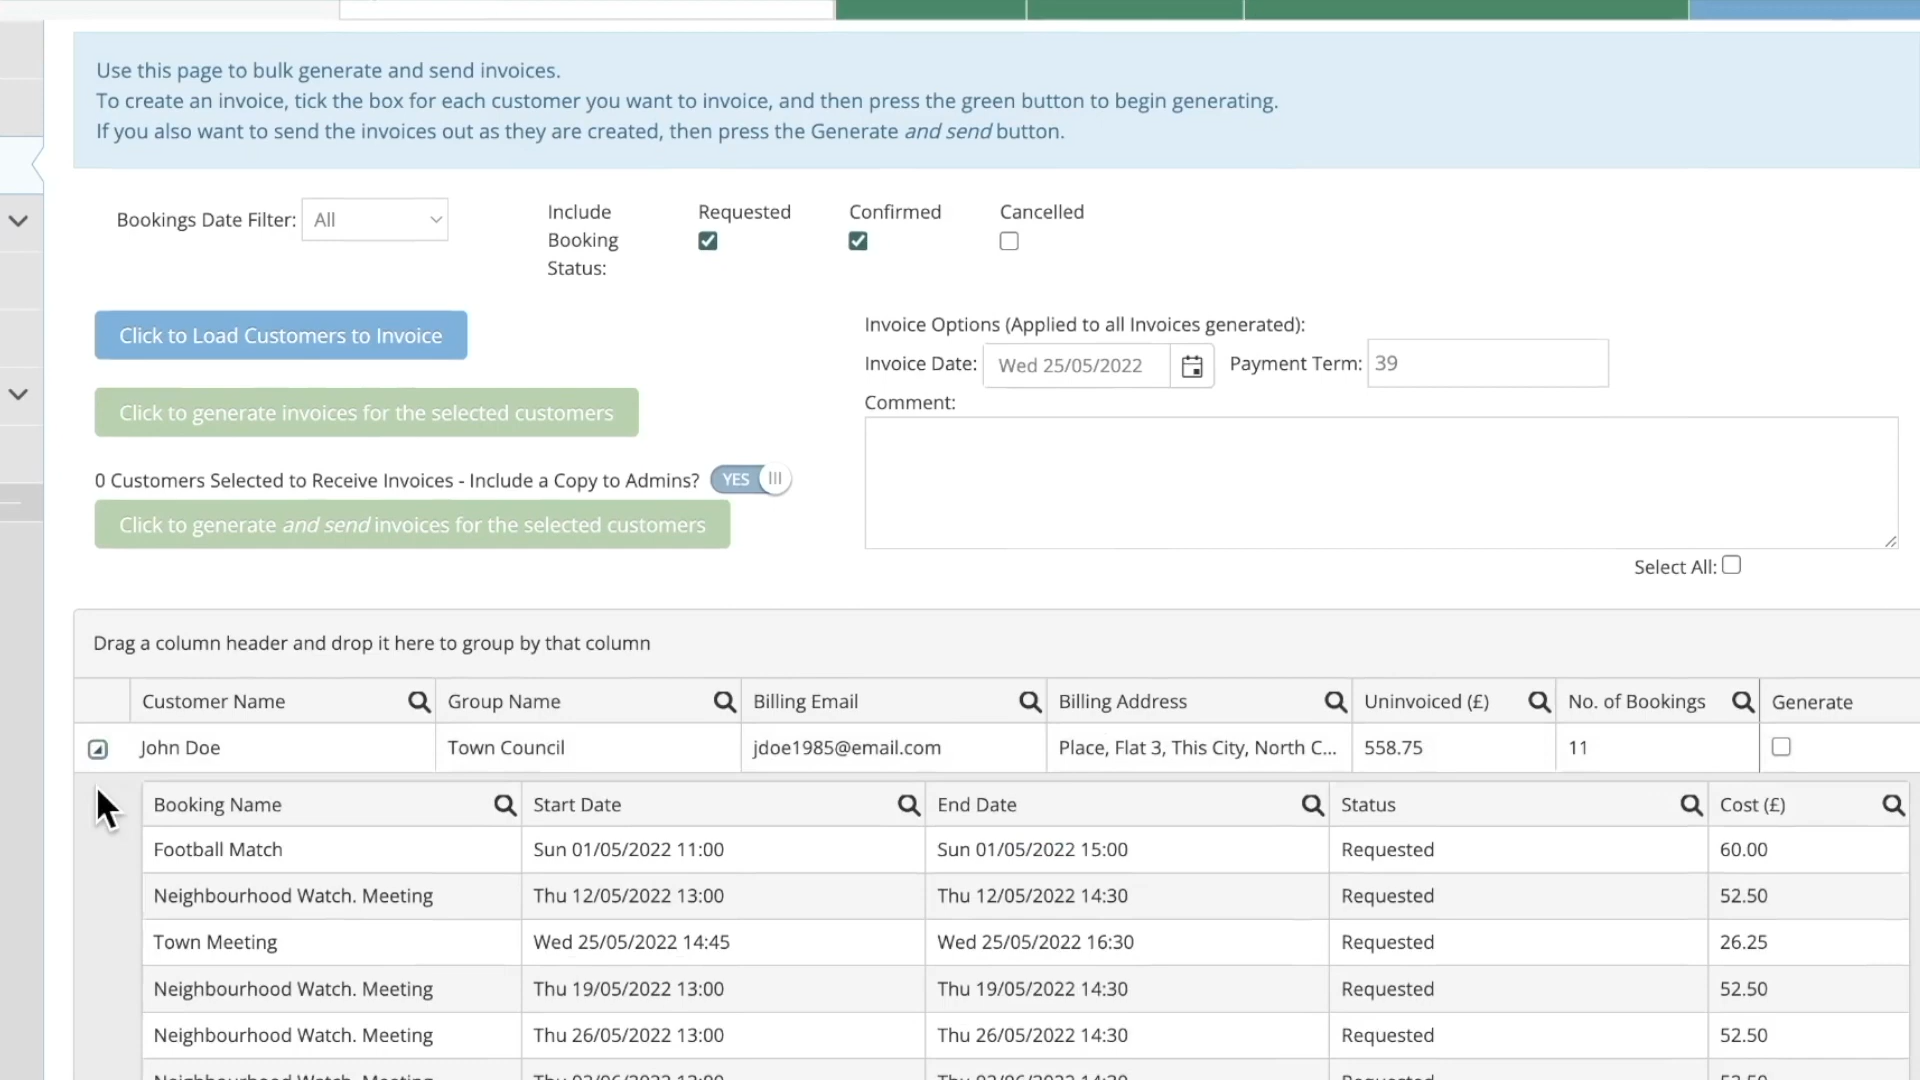 Use this page to bulk generate and send invoices.
To create an invoice, tick the box for each customer you want to invoice, and then press the green button to begin generating.
If you also want to send the invoices out as they are created, then press the Generate and send button.
Bookings Date Filter: All
Include Booking Status:
Requested
Confirmed
Cancelled
Click to Load Customers to Invoice
Invoice Options (Applied to all Invoices generated):
Invoice Date: Wed 25/05/2022 Payment Term: 39
Comment:
Click to generate invoices for the selected customers
0 Customers Selected to Receive Invoices - Include a Copy to Admins? YES
Click to generate and send invoices for the selected customers
Select All:
Drag a column header and drop it here to group by that column
Customer Name Group Name Billing Email Billing Address Uninvoiced (£) No. of Bookings Generate
John Doe Town Council jdoe1985@email.com Place, Flat 3, This City, North C... 558.75 11
Booking Name Start Date End Date Status Cost (£)
Football Match Sun 01/05/2022 11:00 Sun 01/05/2022 15:00 Requested 60.00
Neighbourhood Watch. Meeting Thu 12/05/2022 13:00 Thu 12/05/2022 14:30 Requested 52.50
Town Meeting Wed 25/05/2022 14:45 Wed 25/05/2022 16:30 Requested 26.25
Neighbourhood Watch. Meeting Thu 19/05/2022 13:00 Thu 19/05/2022 14:30 Requested 52.50
Neighbourhood Watch. Meeting Thu 26/05/2022 13:00 Thu 26/05/2022 14:30 Requested 52.50